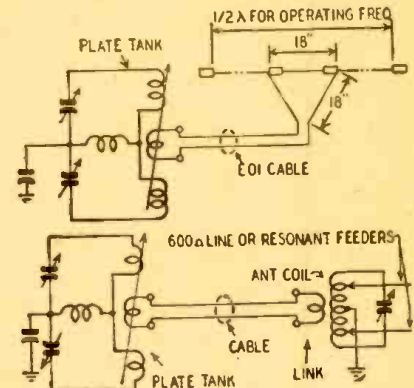 1/2 λ FOR OPERATING FREQ
18"
PLATE TANK
18"
EO1 CABLE
600Ω LINE OR RESONANT FEEDERS
ANT COIL
CABLE
LINK
PLATE TANK